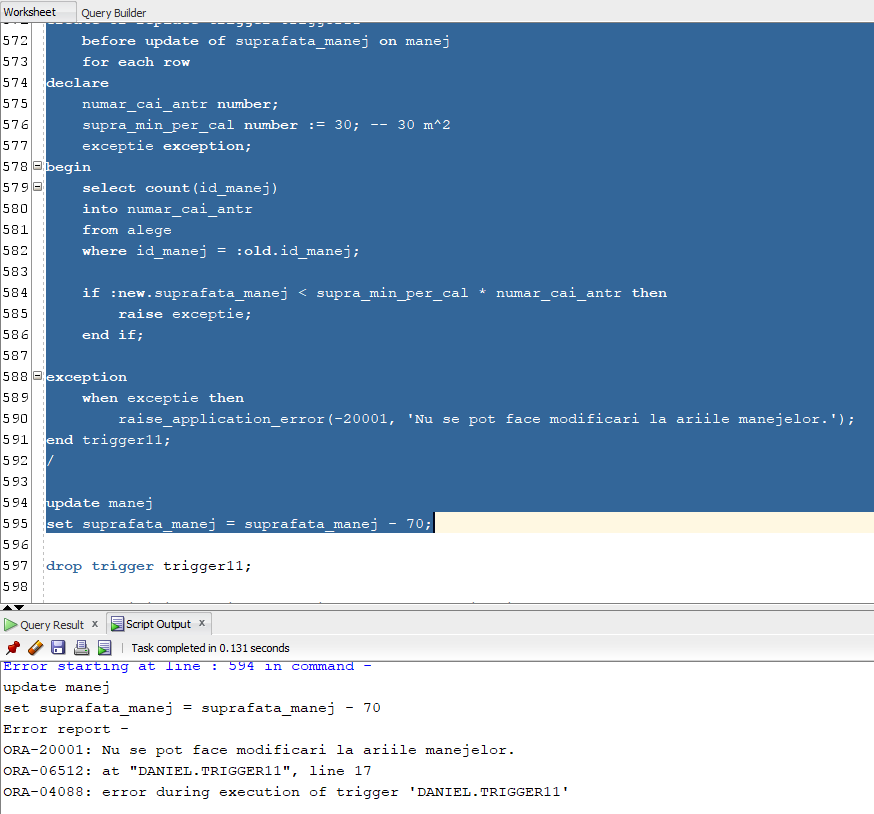 Worksheet Query Builder
572 before update of suprafata_manej on manej
573 for each row
574 declare
575 numar_cai_antr number;
576 supra_min_per_cal number := 30; -- 30 m^2
577 exceptie exception;
578 begin
579 select count(id_manej)
580 into numar_cai_antr
581 from alege
582 where id_manej = :old.id_manej;
583
584 if :new.suprafata_manej < supra_min_per_cal * numar_cai_antr then
585 raise exceptie;
586 end if;
587
588 exception
589 when exceptie then
590 raise_application_error(-20001, 'Nu se pot face modificari la ariile manejelor.');
591 end trigger11;
592 /
593
594 update manej
595 set suprafata_manej = suprafata_manej - 70;
596
597 drop trigger trigger11;
598
Query Result x Script Output x
Task completed in 0.131 seconds
Error starting at line : 594 in command -
update manej
set suprafata_manej = suprafata_manej - 70
Error report -
ORA-20001: Nu se pot face modificari la ariile manejelor.
ORA-06512: at "DANIEL.TRIGGER11", line 17
ORA-04088: error during execution of trigger 'DANIEL.TRIGGER11'